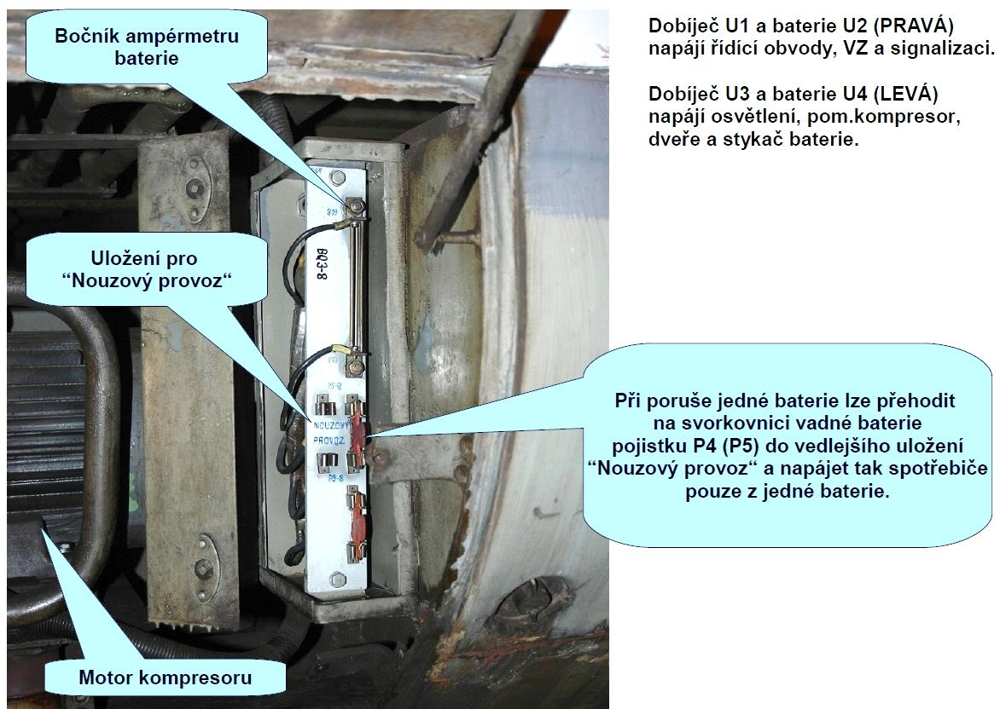 Bočník ampérmetru
baterie
Dobíječ U1 a baterie U2 (PRAVÁ)
napájí řídící obvody, VZ a signalizaci.
Dobíječ U3 a baterie U4 (LEVÁ)
napájí osvětlení, pom.kompresor,
dveře a stykač baterie.
Uložení pro
“Nouzový provoz“
BQ3-8
NOUZOVÝ
PROVOZ
Při poruše jedné baterie lze přehodit
na svorkovnici vadné baterie
pojistku P4 (P5) do vedlejšího uložení
“Nouzový provoz“ a napájet tak spotřebiče
pouze z jedné baterie.
Motor kompresoru